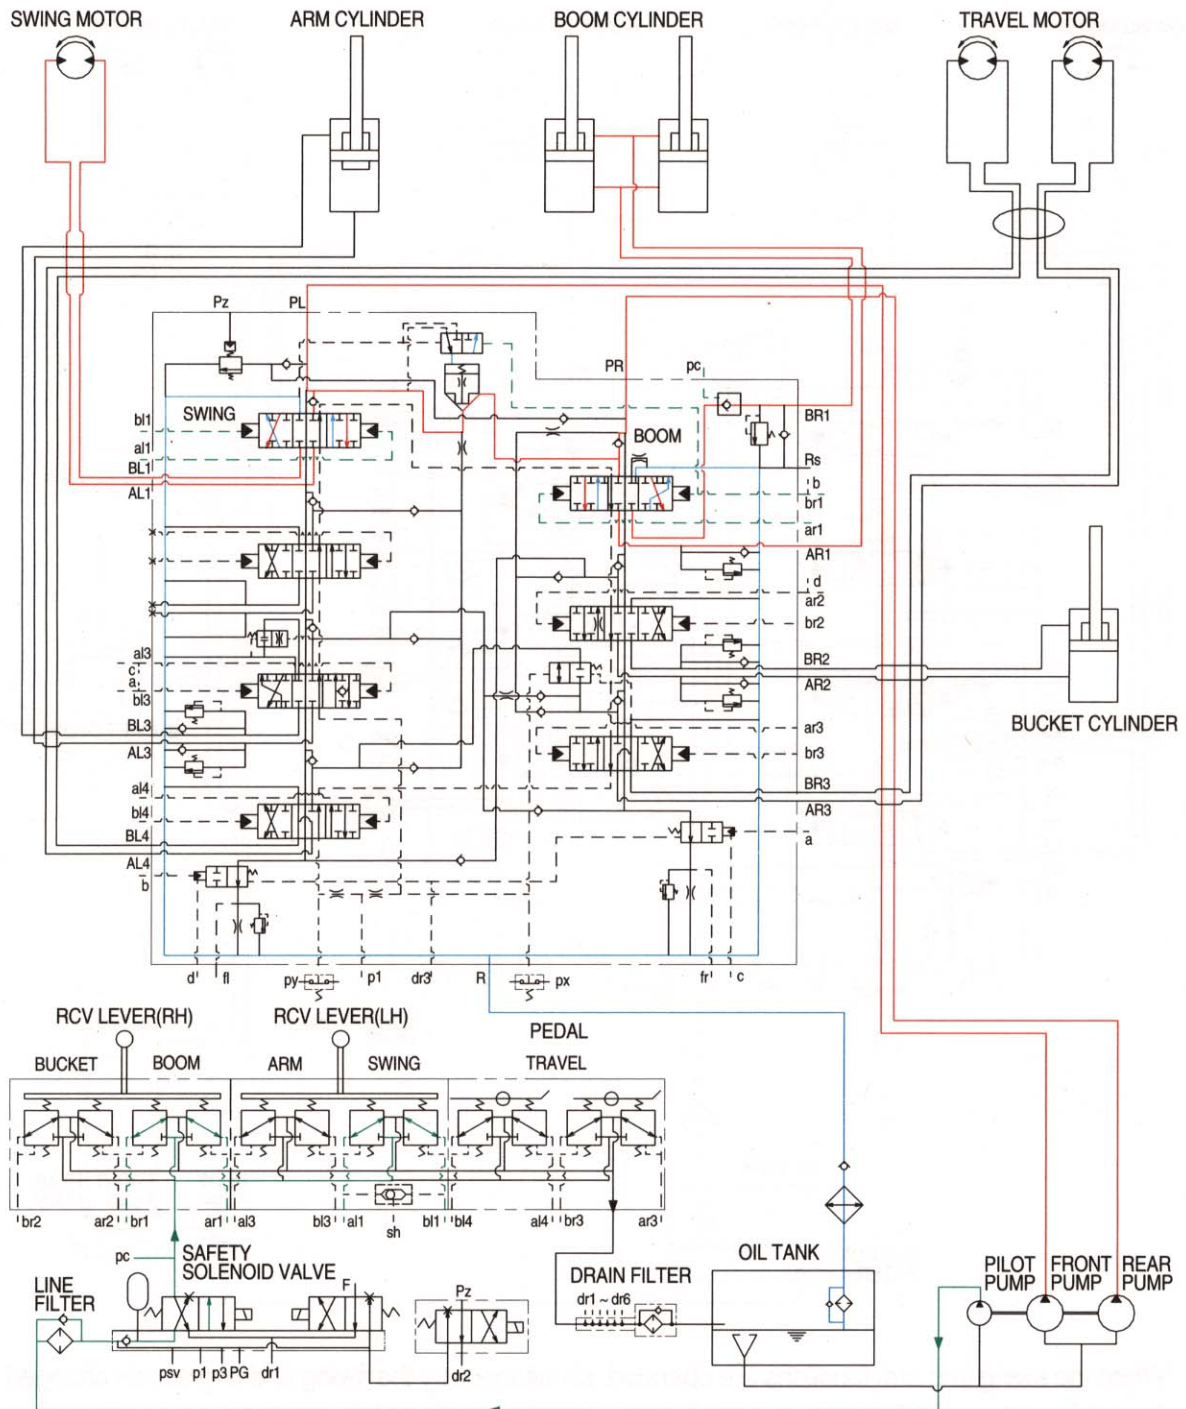 SWING MOTOR
ARM CYLINDER
BOOM CYLINDER
TRAVEL MOTOR
Pz
PL
PR
pc
SWING
bl1
al1
BL1
AL1
BOOM
BR1
Rs
b
br1
ar1
AR1
d
ar2
br2
BR2
AR2
BUCKET CYLINDER
ar3
br3
BR3
AR3
a
al3
c
a
bl3
BL3
AL3
al4
bl4
BL4
AL4
b
d
fl
py
p1
dr3
R
px
fr
c
RCV LEVER(RH)
RCV LEVER(LH)
PEDAL
BUCKET
BOOM
ARM
SWING
TRAVEL
br2
ar2
br1
ar1
al3
bl3
al1
sh
bl1
bl4
al4
br3
ar3
pc
SAFETY
SOLENOID VALVE
LINE
FILTER
F
Pz
psv
p1
p3
PG
dr1
dr2
DRAIN FILTER
dr1 ~ dr6
OIL TANK
PILOT
PUMP
FRONT
PUMP
REAR
PUMP